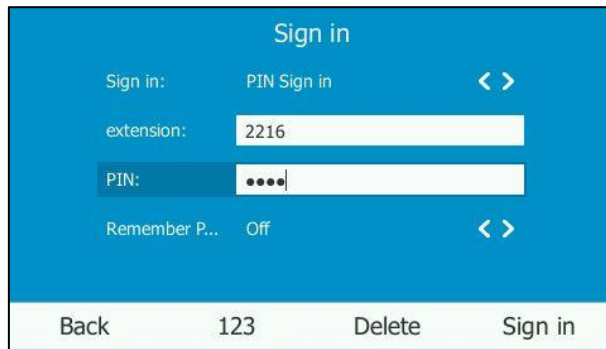 Sign in
Sign in: PIN Sign in
extension: 2216
PIN: ••••
Remember P... Off
Back 123 Delete Sign in